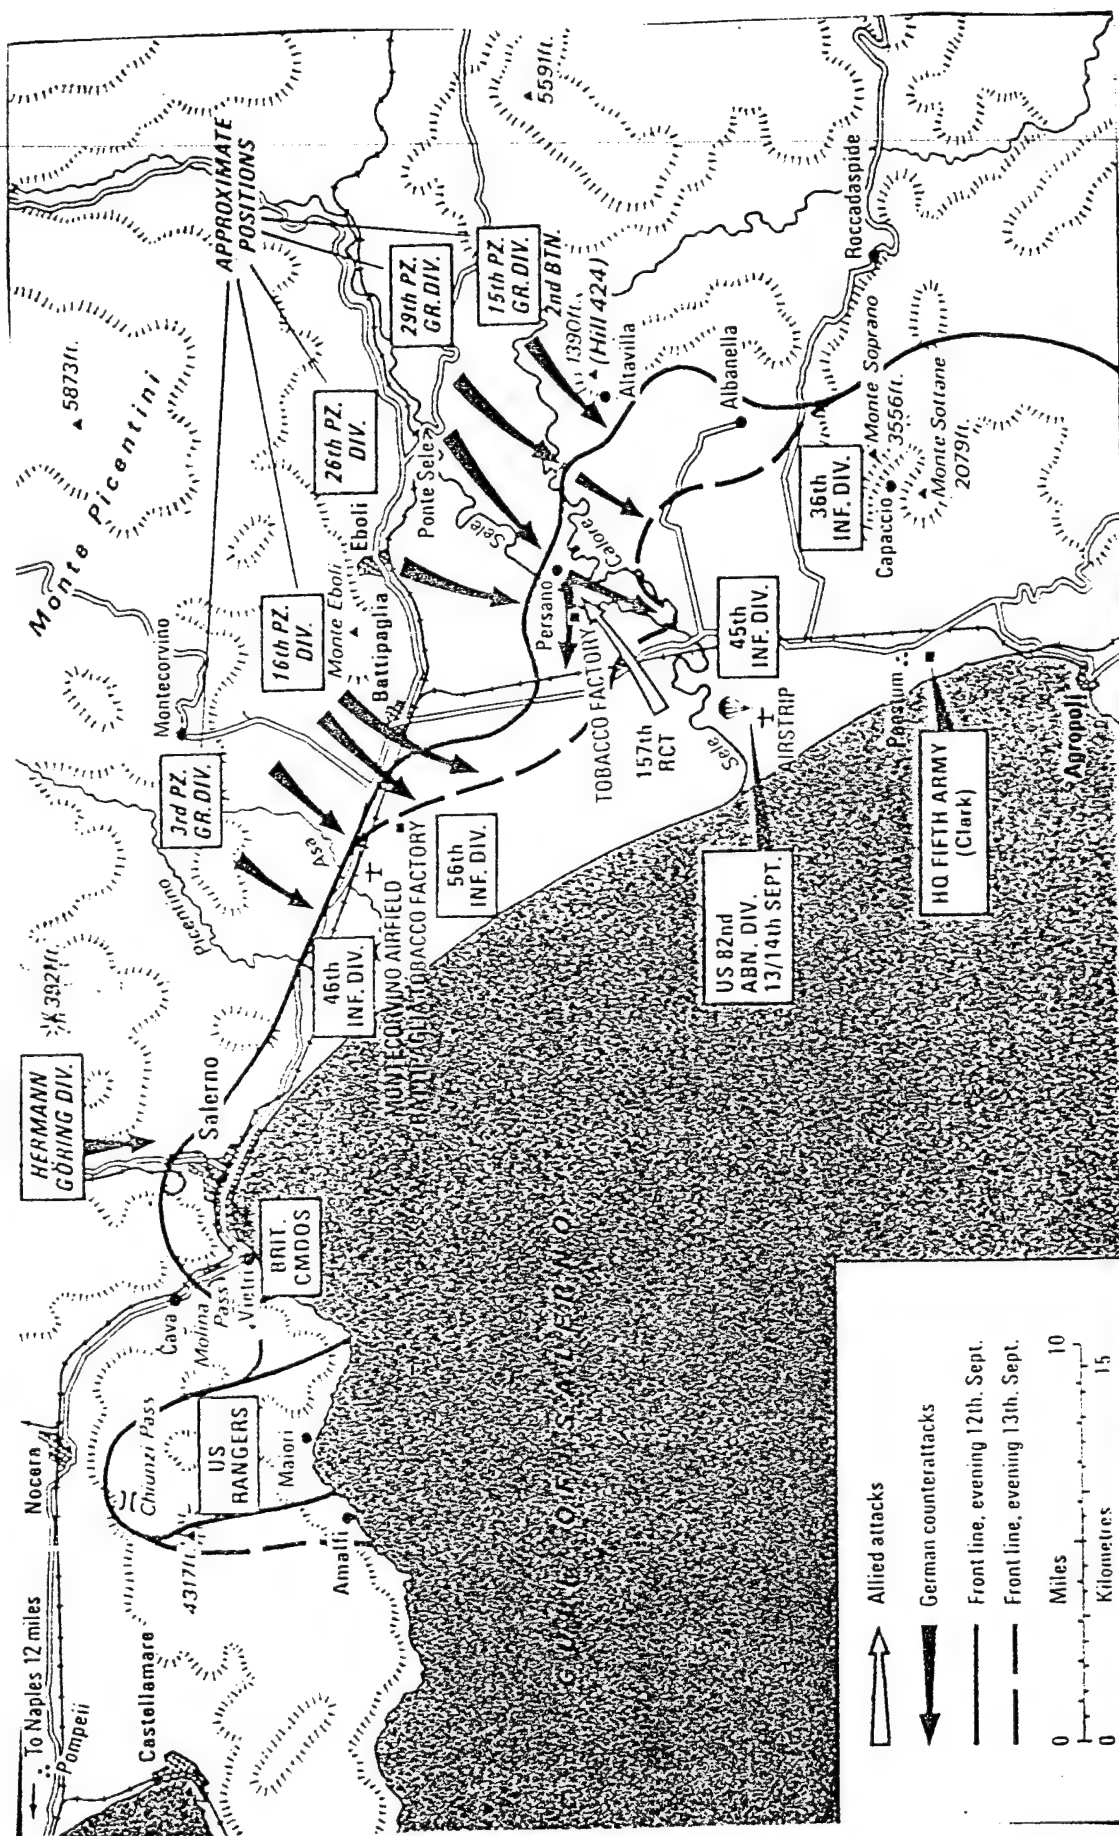 To Naples 12 miles
Pompeii
Castellamare
Nocera
Chiunzi Pass
4317ft.
US
RANGERS
Maiori
Amalfi
Cava
Molina
Pass
Vietri
BRIT.
CMDOS
HERMANN
GÖRING DIV.
Salerno
Picentino
Asa
46th
INF. DIV.
MONTECORVINO AIRFIELD
BATTIPAGLIA TOBACCO FACTORY
56th
INF. DIV.
3rd PZ.
GR. DIV.
Montecorvino
Monte Picentini
5873ft.
16th PZ.
DIV.
Monte Eboli
Battipaglia
Eboli
26th PZ.
DIV.
Ponte Sele
APPROXIMATE
POSITIONS
29th PZ.
GR. DIV.
15th PZ.
GR. DIV.
2nd BTN.
5591ft.
1390ft.
(Hill 424)
Altavilla
Albanella
Roccadaspide
Sele
Calore
Persano
TOBACCO FACTORY
157th
RCT
Sele
45th
INF. DIV.
36th
INF. DIV.
Monte Soprano
3556ft.
Capaccio
Monte Sottane
2079ft.
AIRSTRIP
US 82nd
ABN. DIV.
13/14th SEPT.
Paestum
HQ FIFTH ARMY
(Clark)
Agropoli
GULF OF SALERNO
Allied attacks
German counterattacks
Front line, evening 12th. Sept.
Front line, evening 13th. Sept.
0 Miles 10
0 Kilometres 15